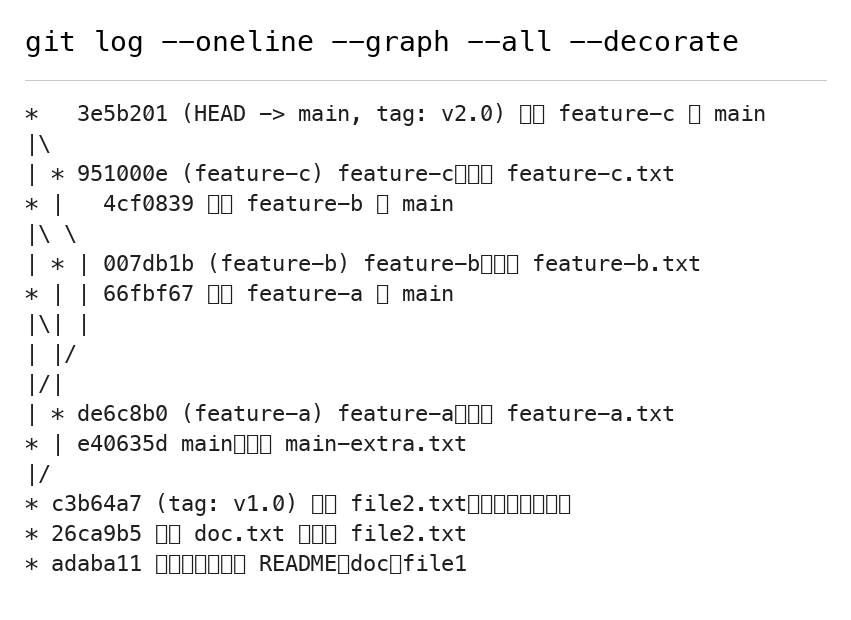 git log --oneline --graph --all --decorate
*   3e5b201 (HEAD -> main, tag: v2.0) feature-c main
|\
| * 951000e (feature-c) feature-c feature-c.txt
* |   4cf0839 feature-b main
|\ \
| * | 007db1b (feature-b) feature-b feature-b.txt
* | | 66fbf67 feature-a main
|\| |
| |/
|/|
| * de6c8b0 (feature-a) feature-a feature-a.txt
* | e40635d main main-extra.txt
|/
* c3b64a7 (tag: v1.0) file2.txt
* 26ca9b5 doc.txt file2.txt
* adaba11 README doc file1